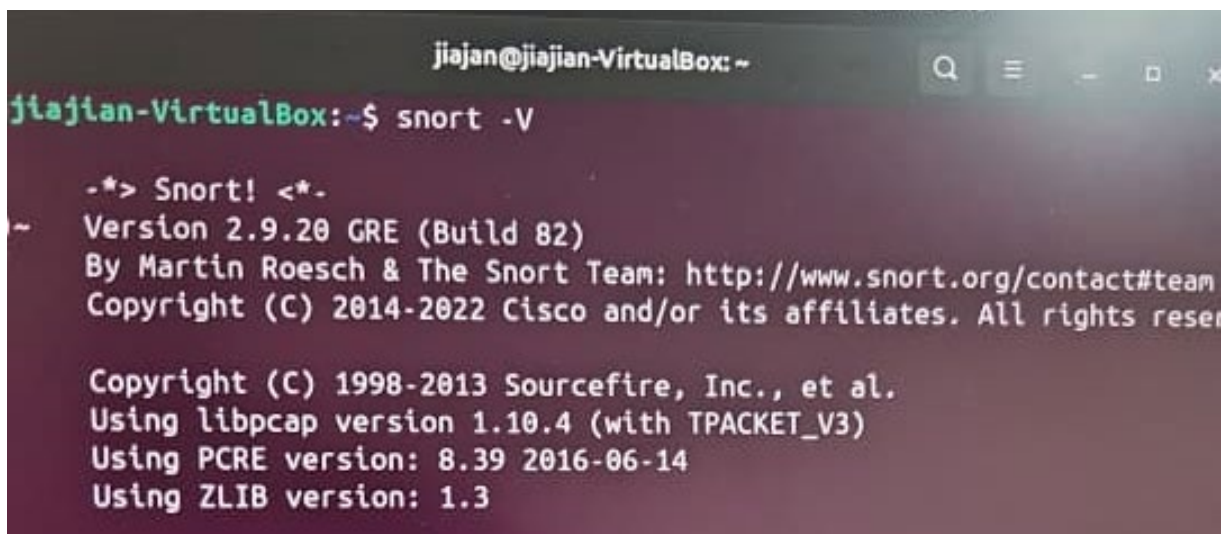 jiajan@jiajian-VirtualBox: ~
jiajian-VirtualBox:~$ snort -V
-*> Snort! <*-
)~ Version 2.9.20 GRE (Build 82)
By Martin Roesch & The Snort Team: http://www.snort.org/contact#team
Copyright (C) 2014-2022 Cisco and/or its affiliates. All rights reser
Copyright (C) 1998-2013 Sourcefire, Inc., et al.
Using libpcap version 1.10.4 (with TPACKET_V3)
Using PCRE version: 8.39 2016-06-14
Using ZLIB version: 1.3